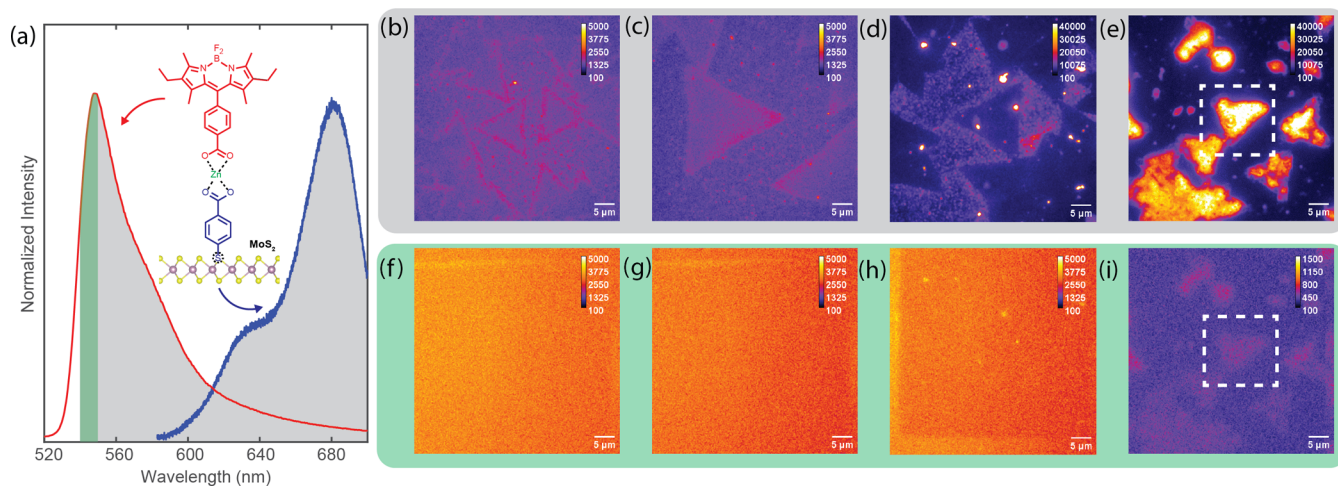 (a)
Normalized Intensity
F2
B
N N
O O
Zn
O O
S
MoS2
520 560 600 640 680
Wavelength (nm)
(b)
5000
3775
2550
1325
100
5 μm
(c)
5000
3775
2550
1325
100
5 μm
(d)
40000
30025
20050
10075
100
5 μm
(e)
40000
30025
20050
10075
100
5 μm
(f)
5000
3775
2550
1325
100
5 μm
(g)
5000
3775
2550
1325
100
5 μm
(h)
5000
3775
2550
1325
100
5 μm
(i)
1500
1150
800
450
100
5 μm